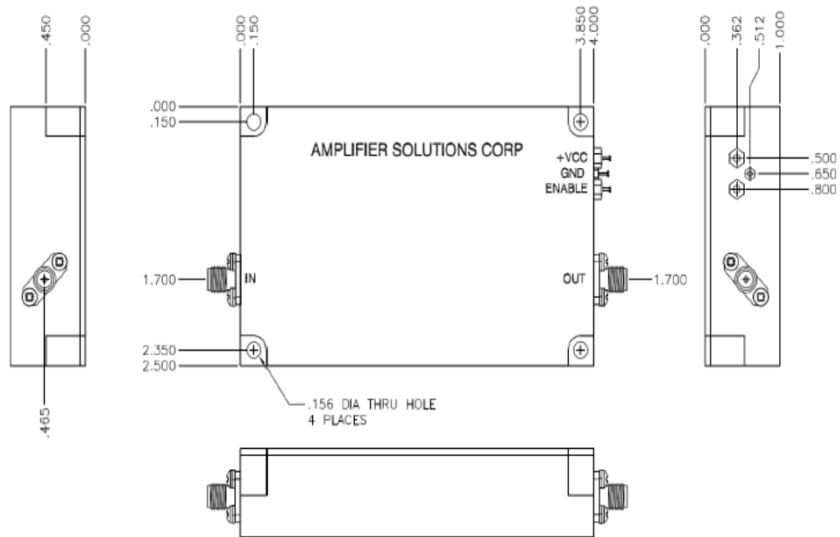 .450
.000
.000
.150
3.850
4.000
.000
.362
.512
1.000
.000
.150
AMPLIFIER SOLUTIONS CORP
+VCC
GND
ENABLE
.500
.650
.800
1.700
IN
OUT
1.700
2.350
2.500
.465
.156 DIA THRU HOLE
4 PLACES